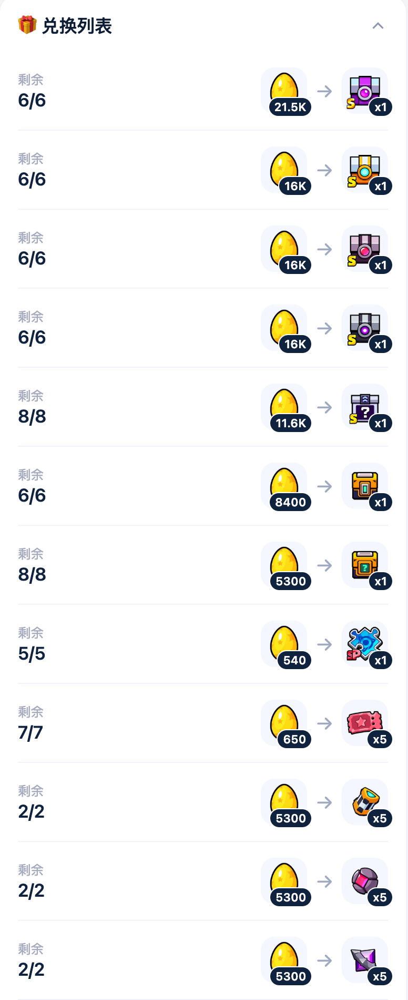 兑换列表
剩余
6/6
21.5K
S
x1
剩余
6/6
16K
S
x1
剩余
6/6
16K
S
x1
剩余
6/6
16K
S
x1
剩余
8/8
11.6K
S
?
x1
剩余
6/6
8400
x1
剩余
8/8
5300
?
x1
剩余
5/5
540
SP
x1
剩余
7/7
650
x5
剩余
2/2
5300
x5
剩余
2/2
5300
x5
剩余
2/2
5300
x5